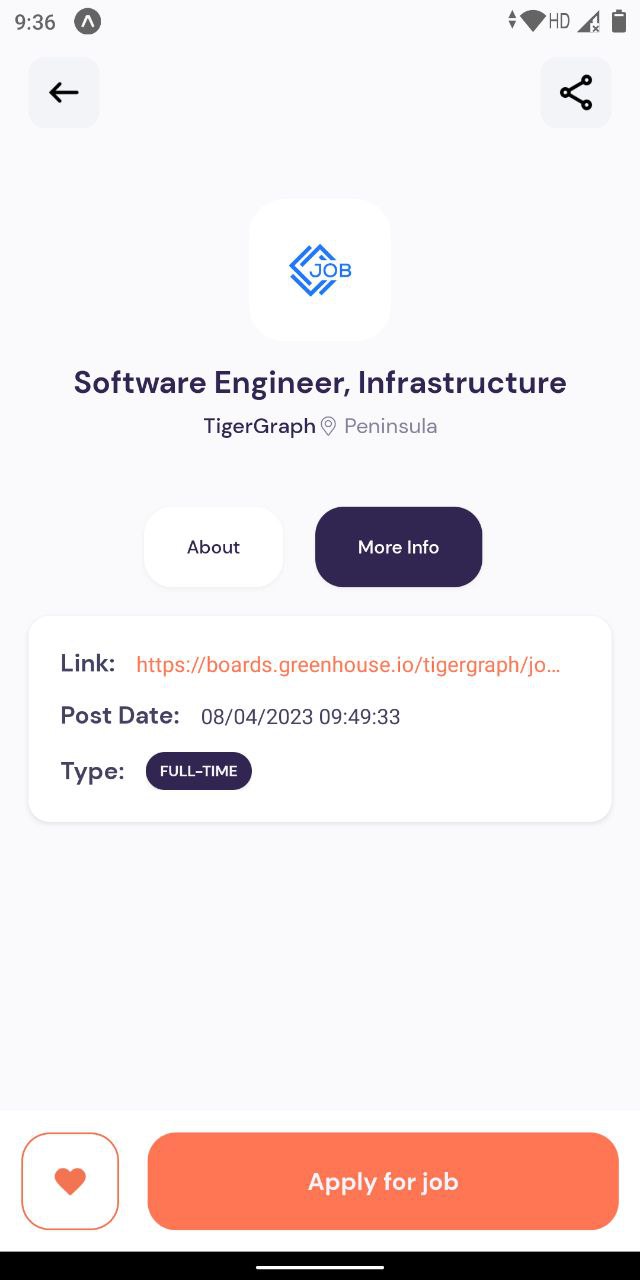 9:36 HD
JOB
Software Engineer, Infrastructure
TigerGraph Peninsula
About More Info
Link: https://boards.greenhouse.io/tigergraph/jo...
Post Date: 08/04/2023 09:49:33
Type: FULL-TIME
Apply for job